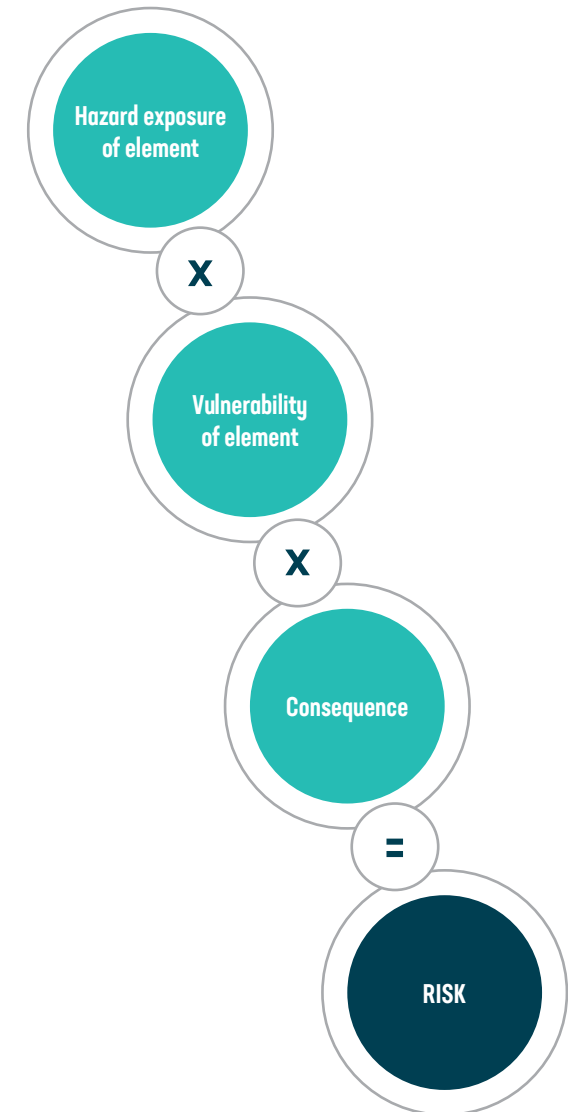 Hazard exposure
of element
x
Vulnerability
of element
x
Consequence
=
RISK